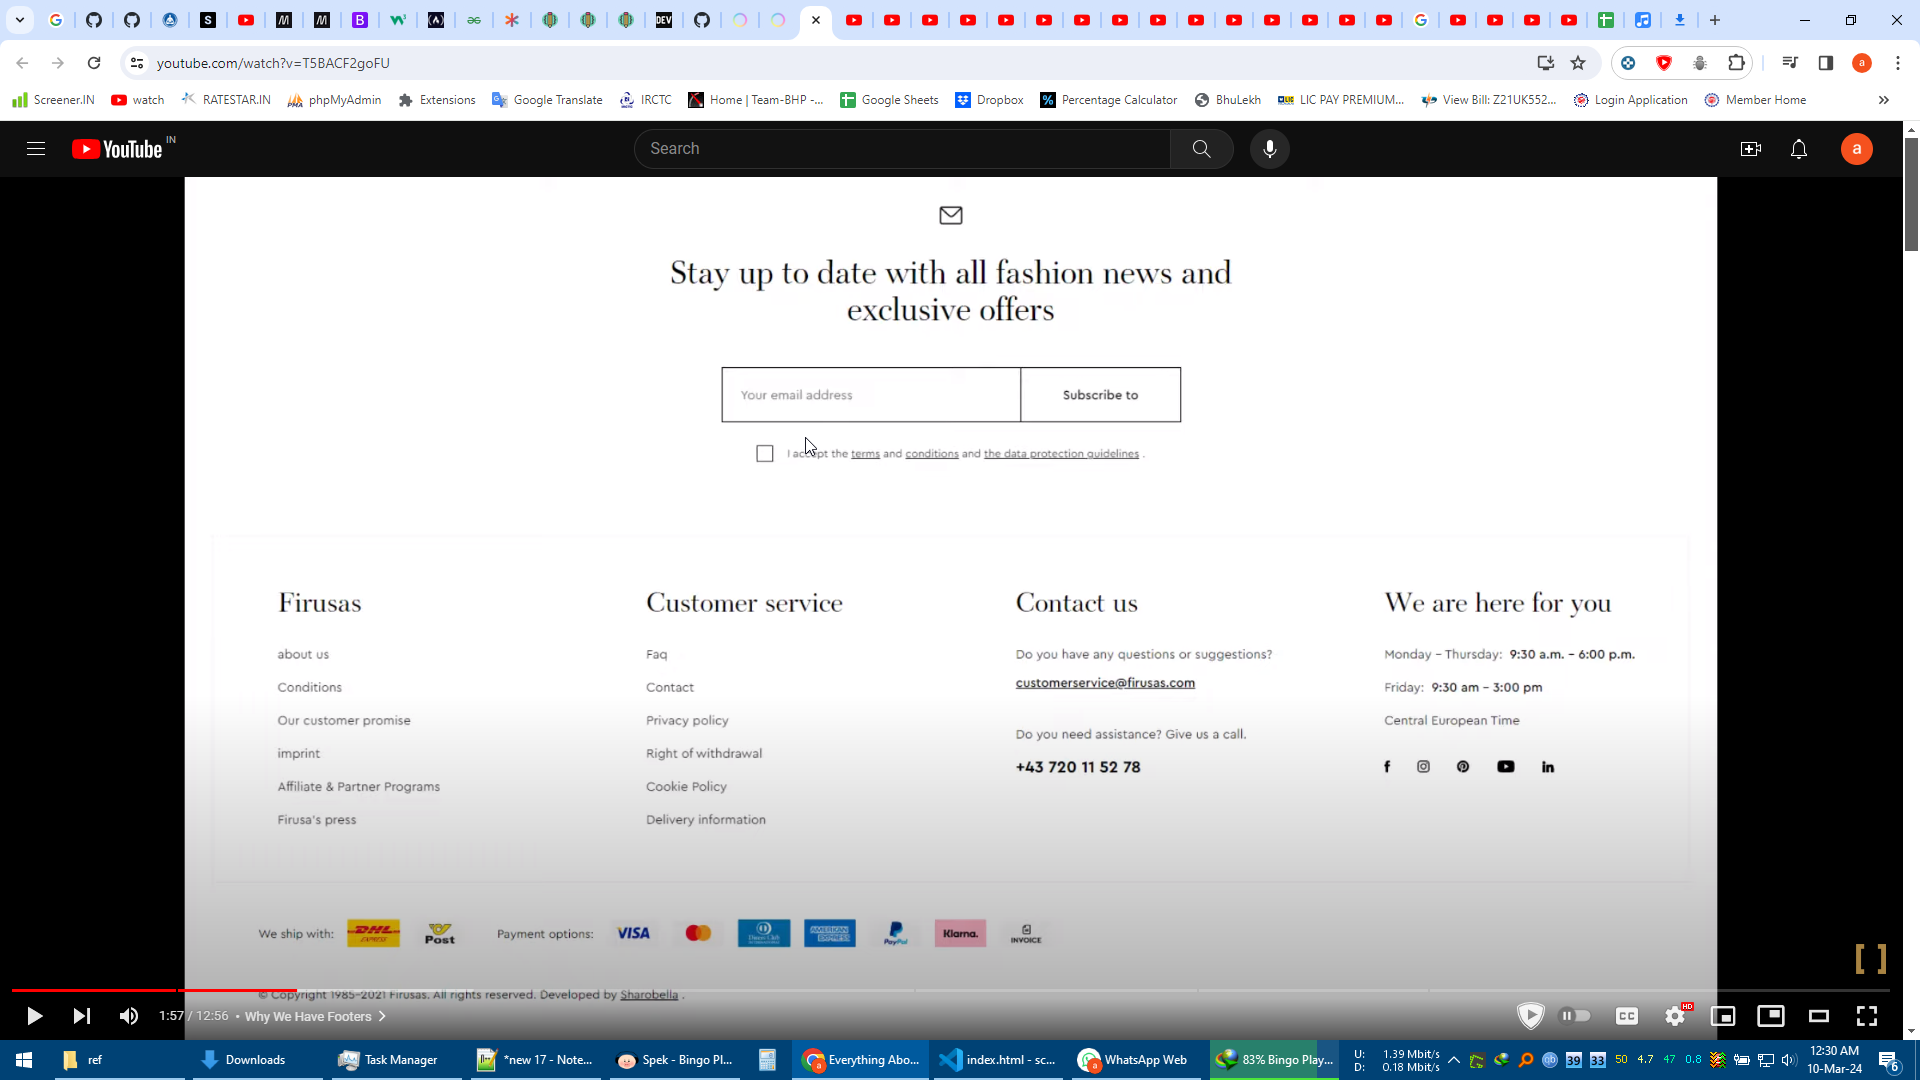 youtube.com/watch?v=T5BACF2goFU
Screener.IN
watch
RATESTAR.IN
phpMyAdmin
Extensions
Google Translate
IRCTC
Home | Team-BHP -...
Google Sheets
Dropbox
Percentage Calculator
BhuLekh
LIC PAY PREMIUM...
View Bill: Z21UK552...
Login Application
Member Home
YouTube IN
Search
a
Stay up to date with all fashion news and
exclusive offers
Your email address
Subscribe to
I accept the terms and conditions and the data protection guidelines .
Firusas
about us
Conditions
Our customer promise
imprint
Affiliate & Partner Programs
Firusa's press
Customer service
Faq
Contact
Privacy policy
Right of withdrawal
Cookie Policy
Delivery information
Contact us
Do you have any questions or suggestions?
customerservice@firusas.com
Do you need assistance? Give us a call.
+43 720 11 52 78
We are here for you
Monday - Thursday: 9:30 a.m. - 6:00 p.m.
Friday: 9:30 am - 3:00 pm
Central European Time
We ship with: DHL EXPRESS Post Payment options: VISA AMERICAN EXPRESS PayPal Klarna. INVOICE
© Copyright 1985-2021 Firusas. All rights reserved. Developed by Sharobella .
1:57 / 12:56 • Why We Have Footers
CC
HD
ref
Downloads
Task Manager
*new 17 - Note...
Spek - Bingo Pl...
Everything Abo...
index.html - sc...
WhatsApp Web
83% Bingo Play...
U: 1.39 Mbit/s
D: 0.18 Mbit/s
39 33 50 4.7 47 0.8
12:30 AM
10-Mar-24
6